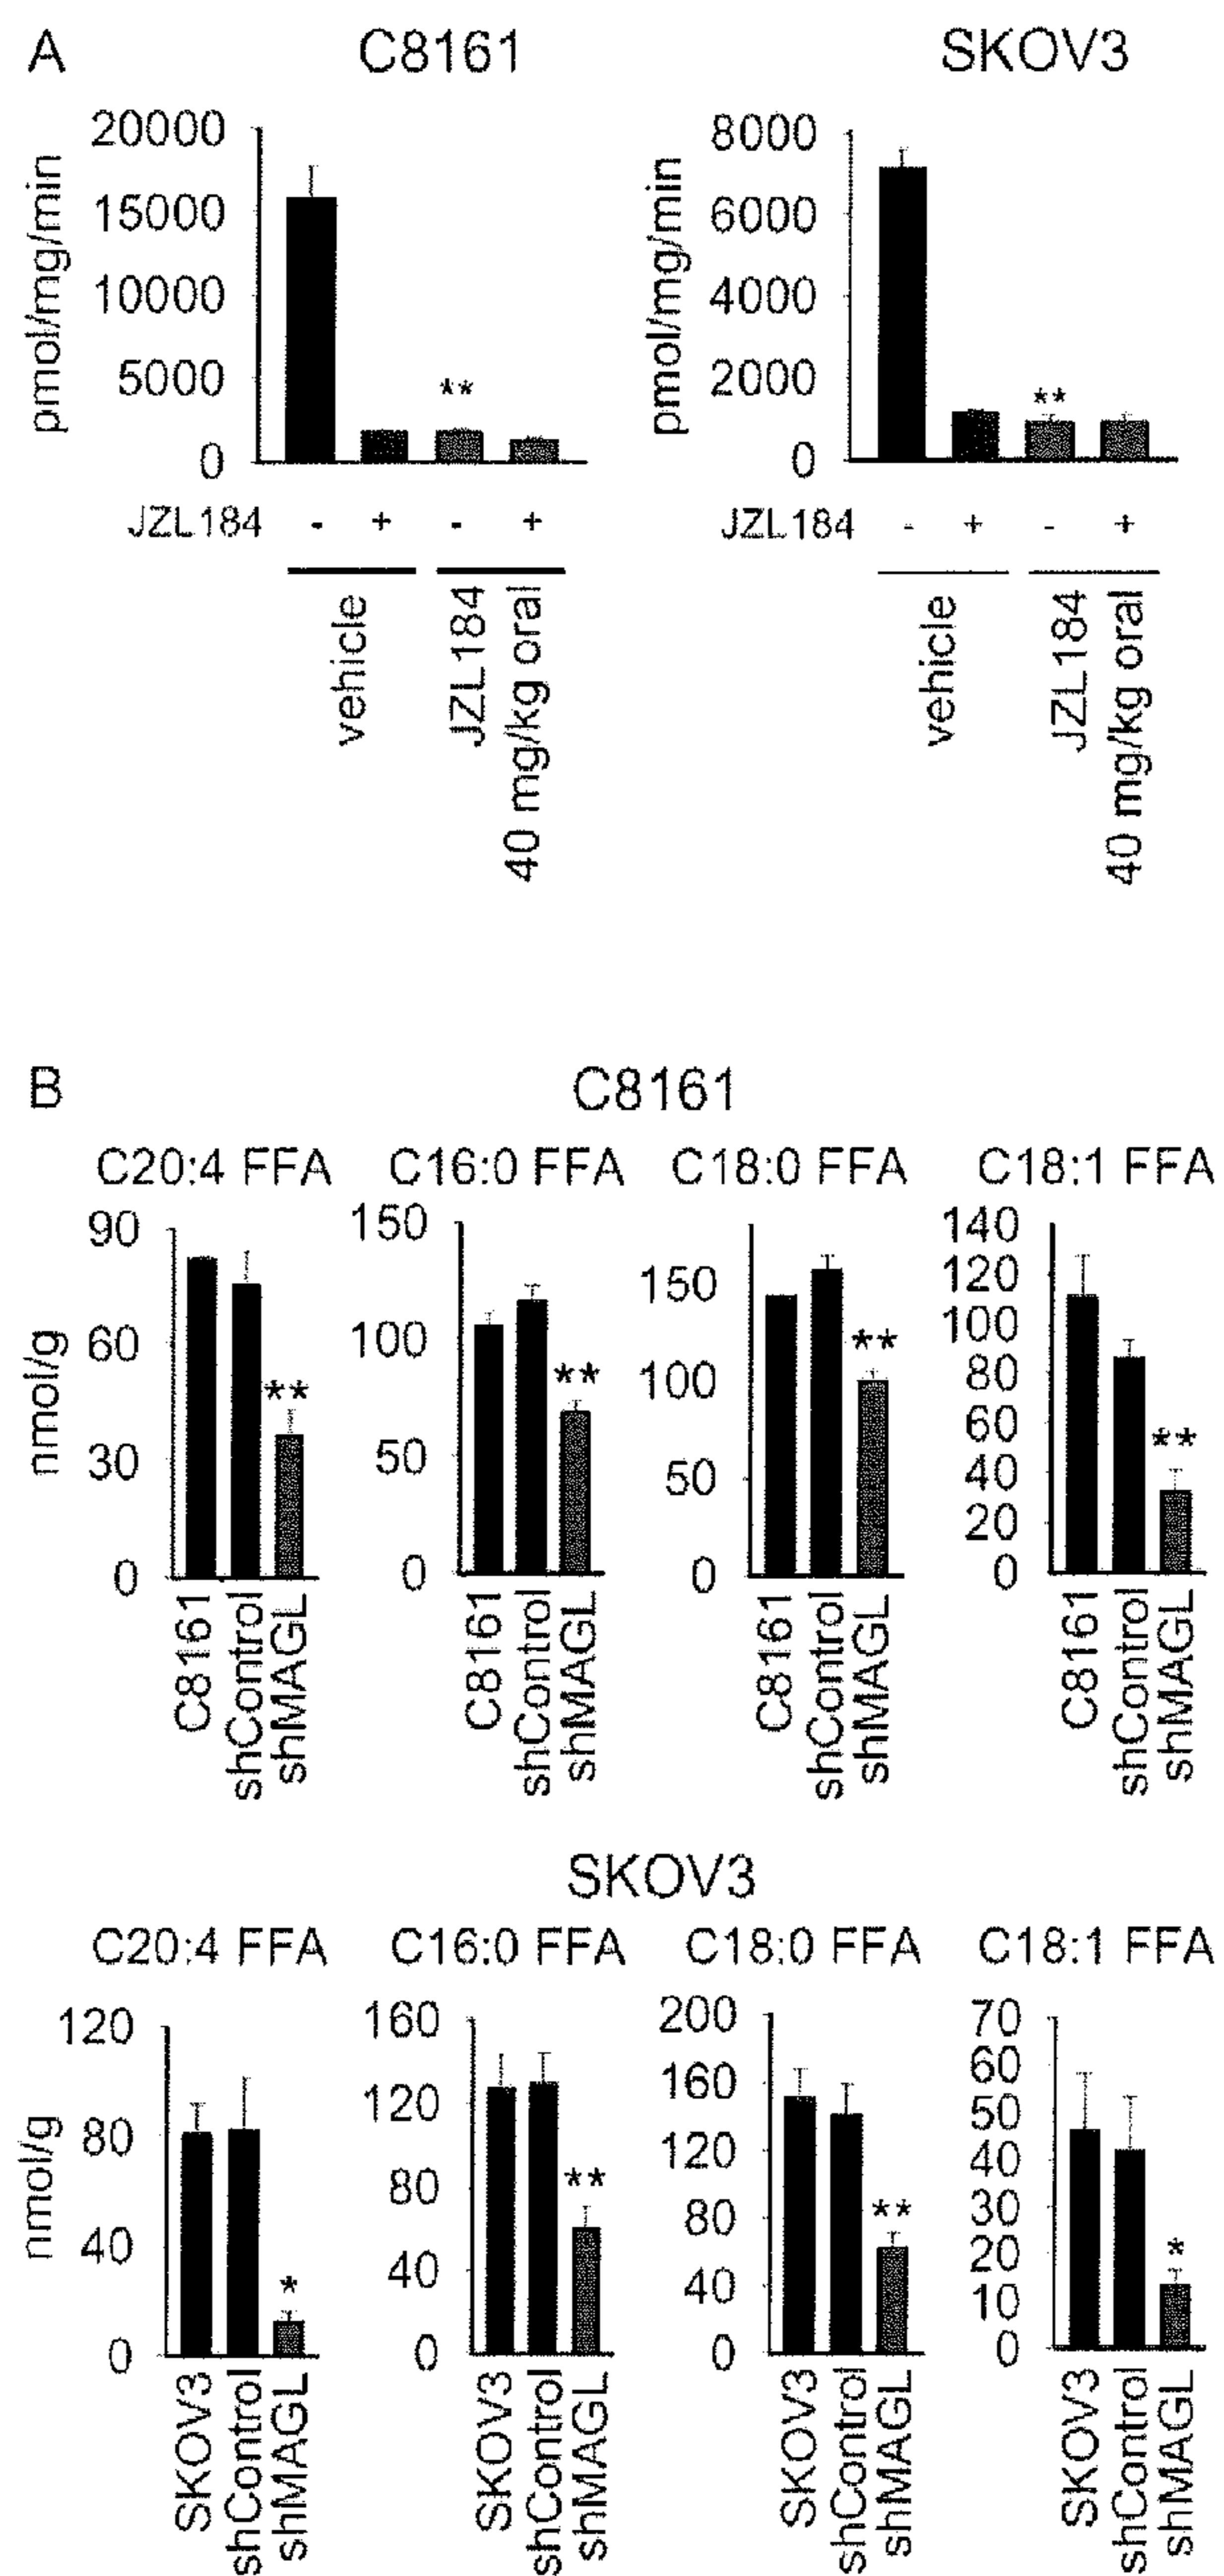 A
C8161
SKOV3
20000
15000
10000
5000
0
pmol/mg/min
**
JZL184 - + - +
vehicle
JZL184
40 mg/kg oral
8000
6000
4000
2000
0
pmol/mg/min
**
JZL184 - + - +
vehicle
JZL184
40 mg/kg oral
B
C8161
C20:4 FFA
C16:0 FFA
C18:0 FFA
C18:1 FFA
nmol/g
90
60
30
0
**
C8161
shControl
shMAGL
150
100
50
0
**
C8161
shControl
shMAGL
150
100
50
0
**
C8161
shControl
shMAGL
140
120
100
80
60
40
20
0
**
C8161
shControl
shMAGL
SKOV3
C20:4 FFA
C16:0 FFA
C18:0 FFA
C18:1 FFA
nmol/g
120
80
40
0
*
SKOV3
shControl
shMAGL
160
120
80
40
0
**
SKOV3
shControl
shMAGL
200
160
120
80
40
0
**
SKOV3
shControl
shMAGL
70
60
50
40
30
20
10
0
*
SKOV3
shControl
shMAGL